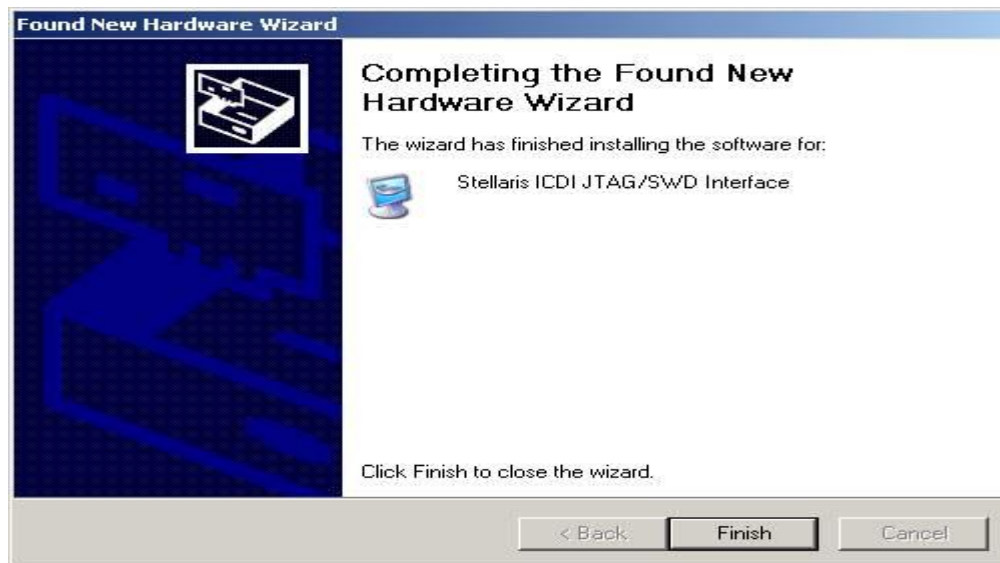 Found New Hardware Wizard
Completing the Found New
Hardware Wizard
The wizard has finished installing the software for:
Stellaris ICDI JTAG/SWD Interface
Click Finish to close the wizard.
< Back
Finish
Cancel